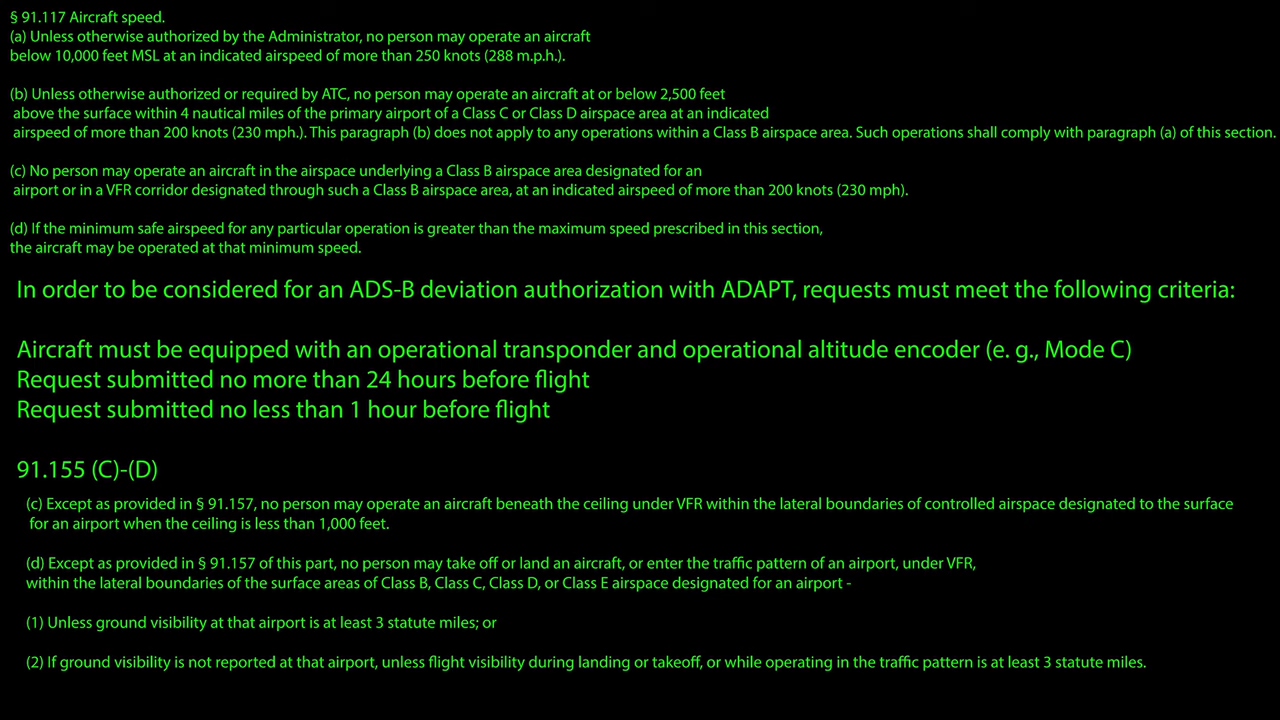 § 91.117 Aircraft speed.
(a) Unless otherwise authorized by the Administrator, no person may operate an aircraft
below 10,000 feet MSL at an indicated airspeed of more than 250 knots (288 m.p.h.).
(b) Unless otherwise authorized or required by ATC, no person may operate an aircraft at or below 2,500 feet
above the surface within 4 nautical miles of the primary airport of a Class C or Class D airspace area at an indicated
airspeed of more than 200 knots (230 mph.). This paragraph (b) does not apply to any operations within a Class B airspace area. Such operations shall comply with paragraph (a) of this section.
(c) No person may operate an aircraft in the airspace underlying a Class B airspace area designated for an
airport or in a VFR corridor designated through such a Class B airspace area, at an indicated airspeed of more than 200 knots (230 mph).
(d) If the minimum safe airspeed for any particular operation is greater than the maximum speed prescribed in this section,
the aircraft may be operated at that minimum speed.
In order to be considered for an ADS-B deviation authorization with ADAPT, requests must meet the following criteria:
Aircraft must be equipped with an operational transponder and operational altitude encoder (e. g., Mode C)
Request submitted no more than 24 hours before flight
Request submitted no less than 1 hour before flight
91.155 (C)-(D)
(c) Except as provided in § 91.157, no person may operate an aircraft beneath the ceiling under VFR within the lateral boundaries of controlled airspace designated to the surface
for an airport when the ceiling is less than 1,000 feet.
(d) Except as provided in § 91.157 of this part, no person may take off or land an aircraft, or enter the traffic pattern of an airport, under VFR,
within the lateral boundaries of the surface areas of Class B, Class C, Class D, or Class E airspace designated for an airport -
(1) Unless ground visibility at that airport is at least 3 statute miles; or
(2) If ground visibility is not reported at that airport, unless flight visibility during landing or takeoff, or while operating in the traffic pattern is at least 3 statute miles.